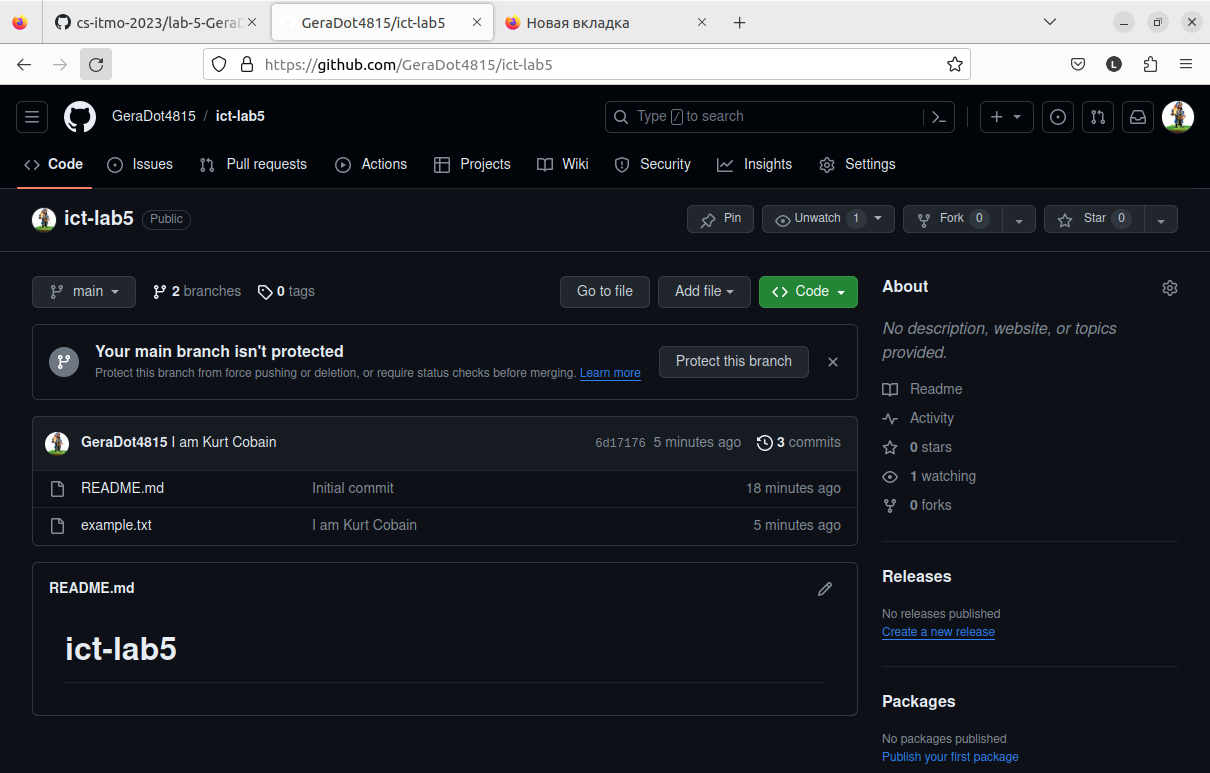 cs-itmo-2023/lab-5-GeraD
GeraDot4815/ict-lab5
Новая вкладка
https://github.com/GeraDot4815/ict-lab5
L
GeraDot4815 / ict-lab5
Type / to search
Code Issues Pull requests Actions Projects Wiki Security Insights Settings
ict-lab5 Public
Pin Unwatch 1 Fork 0 Star 0
main 2 branches 0 tags Go to file Add file Code
Your main branch isn't protected
Protect this branch from force pushing or deletion, or require status checks before merging. Learn more
Protect this branch
GeraDot4815 I am Kurt Cobain 6d17176 5 minutes ago 3 commits
README.md Initial commit 18 minutes ago
example.txt I am Kurt Cobain 5 minutes ago
README.md
ict-lab5
About
No description, website, or topics
provided.
Readme
Activity
0 stars
1 watching
0 forks
Releases
No releases published
Create a new release
Packages
No packages published
Publish your first package